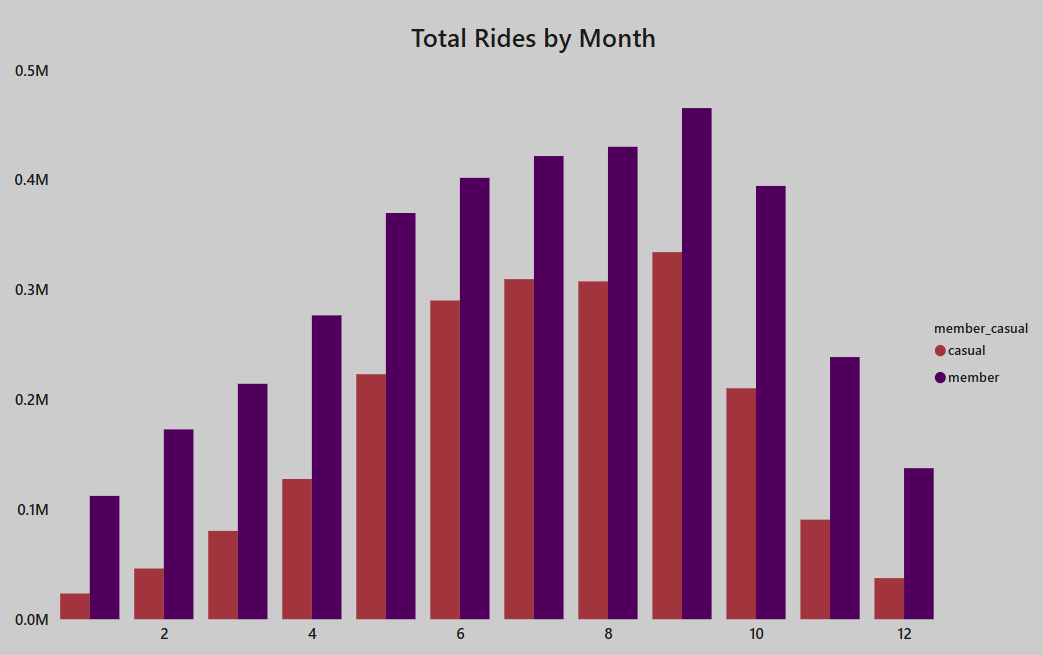 Total Rides by Month
0.5M
0.4M
0.3M
0.2M
0.1M
0.0M
2 4 6 8 10 12
member_casual
casual
member